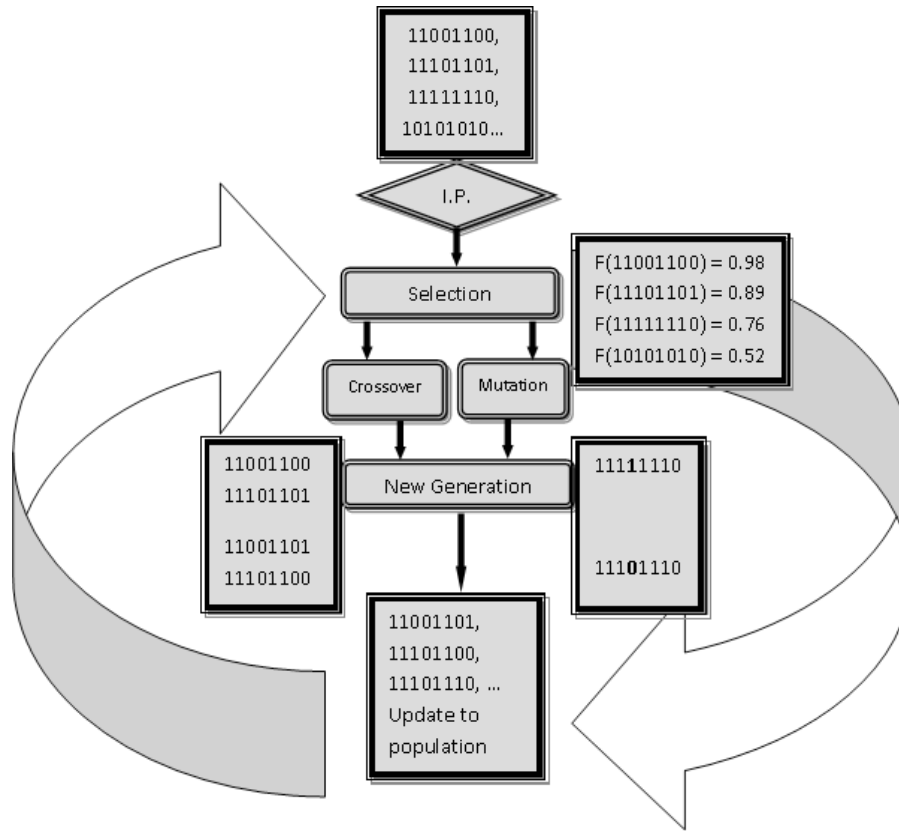 11001100,
11101101,
11111110,
10101010...
I.P.
Selection
F(11001100) = 0.98
F(11101101) = 0.89
F(11111110) = 0.76
F(10101010) = 0.52
Crossover
Mutation
11001100
11101101
11001101
11101100
New Generation
11111110
11101110
11001101,
11101100,
11101110, ...
Update to
population